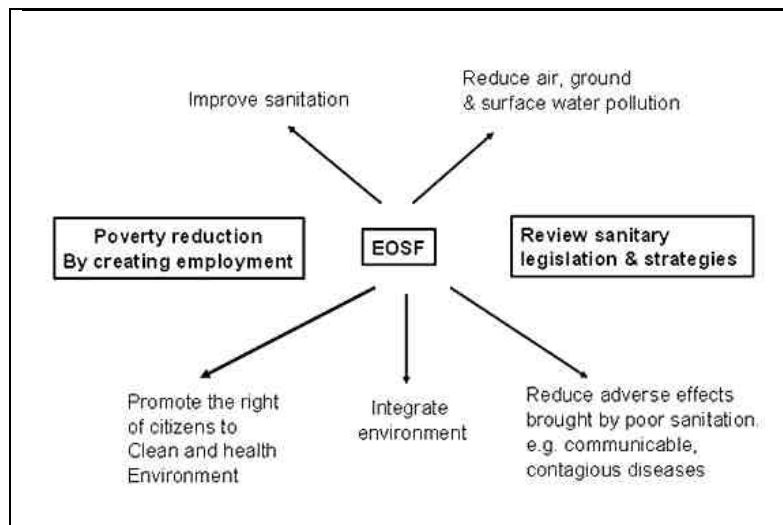 Improve sanitation
Reduce air, ground
& surface water pollution
Poverty reduction
By creating employment
EOSF
Review sanitary
legislation & strategies
Promote the right
of citizens to
Clean and health
Environment
Integrate
environment
Reduce adverse effects
brought by poor sanitation.
e.g. communicable,
contagious diseases